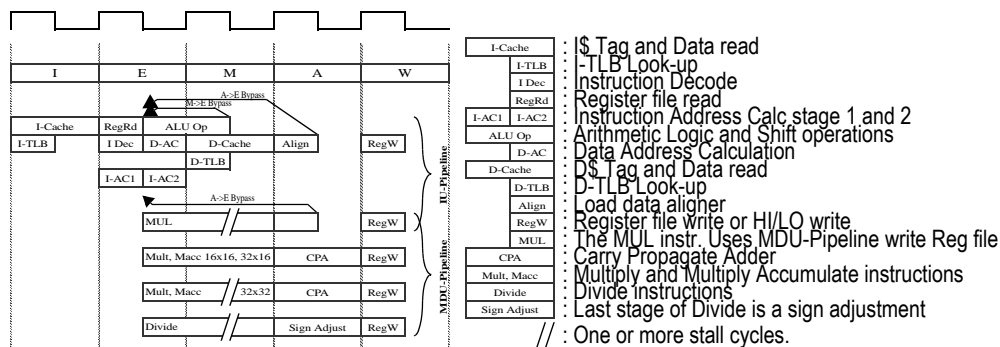 I E M A W
A->E Bypass
M->E Bypass
I-Cache RegRd ALU Op
I-TLB I Dec D-AC D-Cache Align RegW
D-TLB
I-AC1 I-AC2
IU-Pipeline
A->E Bypass
MUL RegW
Mult, Macc 16x16, 32x16 CPA RegW
Mult, Macc 32x32 CPA RegW
Divide Sign Adjust RegW
MDU-Pipeline
I-Cache : I$ Tag and Data read
I-TLB : I-TLB Look-up
I Dec : Instruction Decode
RegRd : Register file read
I-AC1 I-AC2 : Instruction Address Calc stage 1 and 2
ALU Op : Arithmetic Logic and Shift operations
D-AC : Data Address Calculation
D-Cache : D$ Tag and Data read
D-TLB : D-TLB Look-up
Align : Load data aligner
RegW : Register file write or HI/LO write
MUL : The MUL instr. Uses MDU-Pipeline write Reg file
CPA : Carry Propagate Adder
Mult, Macc : Multiply and Multiply Accumulate instructions
Divide : Divide instructions
Sign Adjust : Last stage of Divide is a sign adjustment
// : One or more stall cycles.